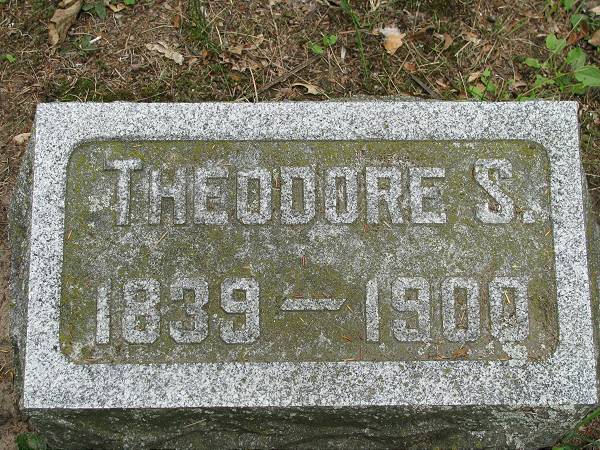 THEODORE S.
1839 — 1900